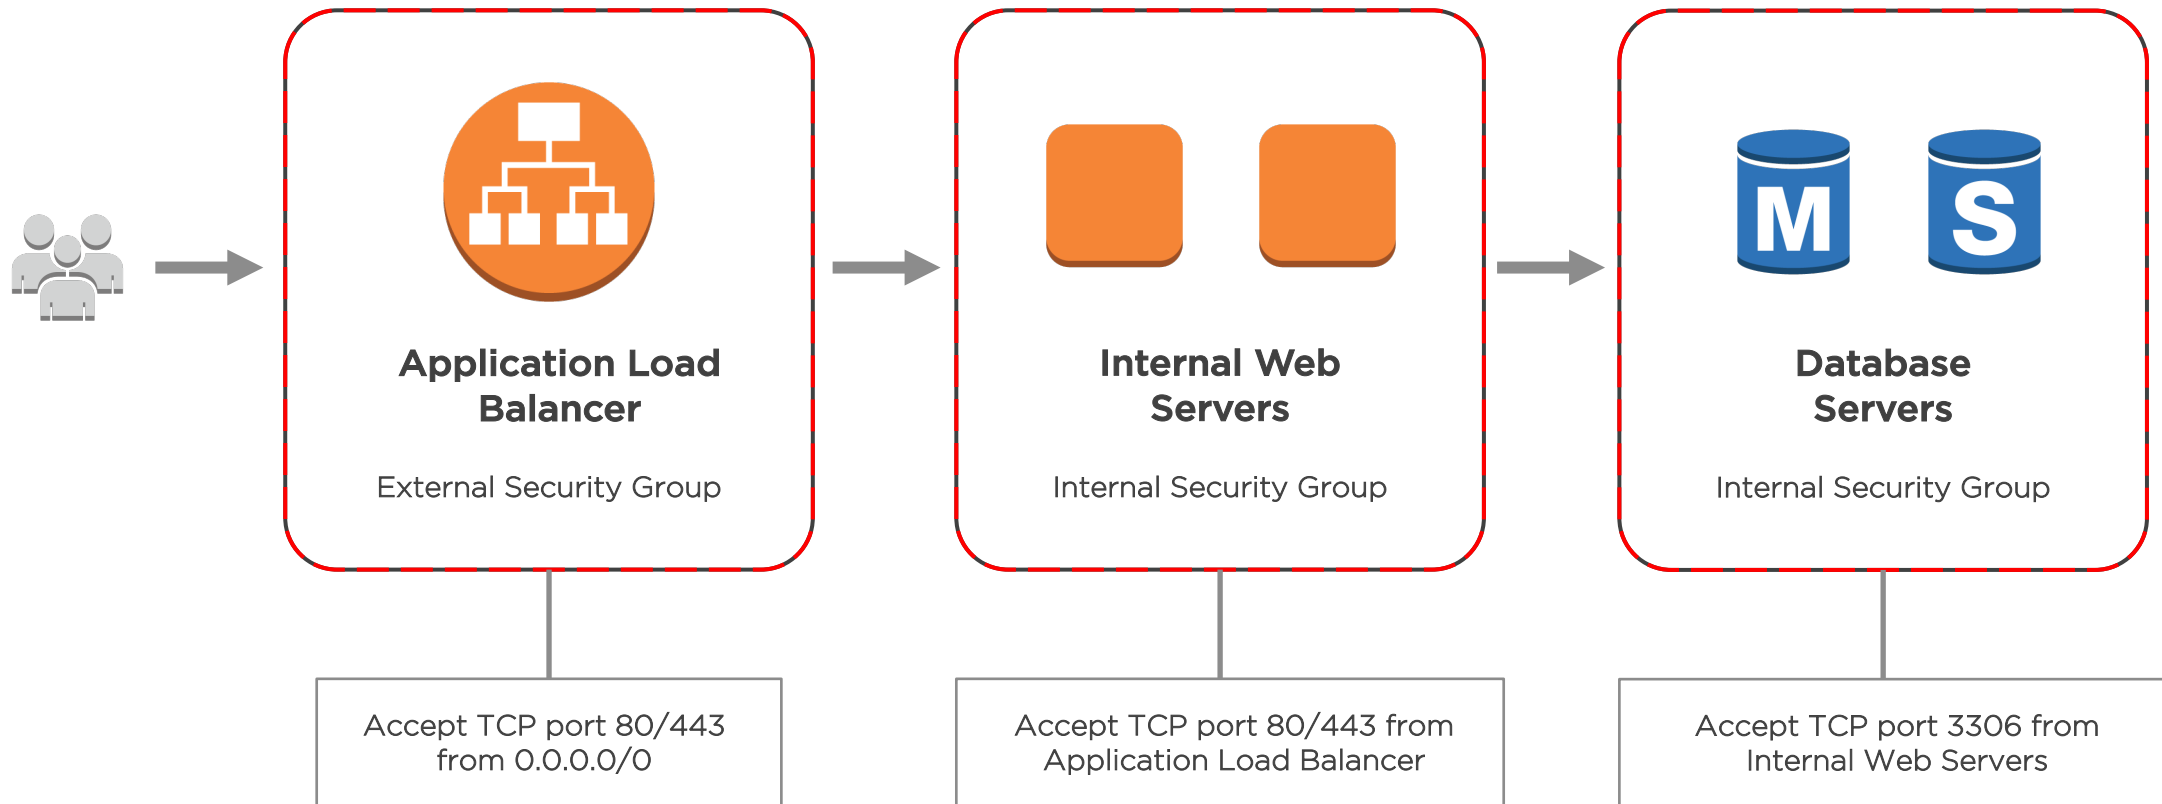 M
S
Application Load
Balancer
External Security Group
Internal Web
Servers
Internal Security Group
Database
Servers
Internal Security Group
Accept TCP port 80/443
from 0.0.0.0/0
Accept TCP port 80/443 from
Application Load Balancer
Accept TCP port 3306 from
Internal Web Servers